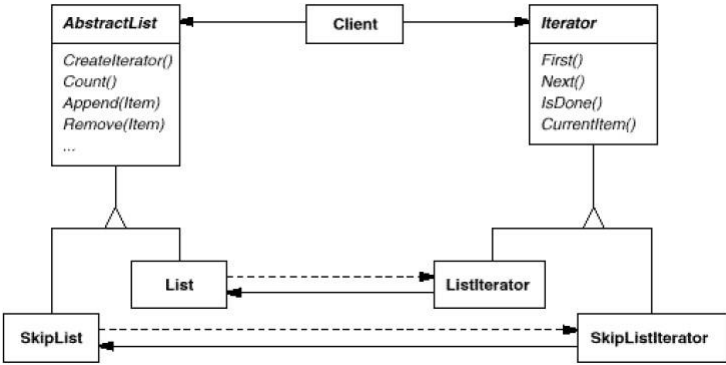 AbstractList
Client
Iterator
CreateIterator()
Count()
Append(Item)
Remove(Item)
...
First()
Next()
IsDone()
CurrentItem()
List
ListIterator
SkipList
SkipListIterator